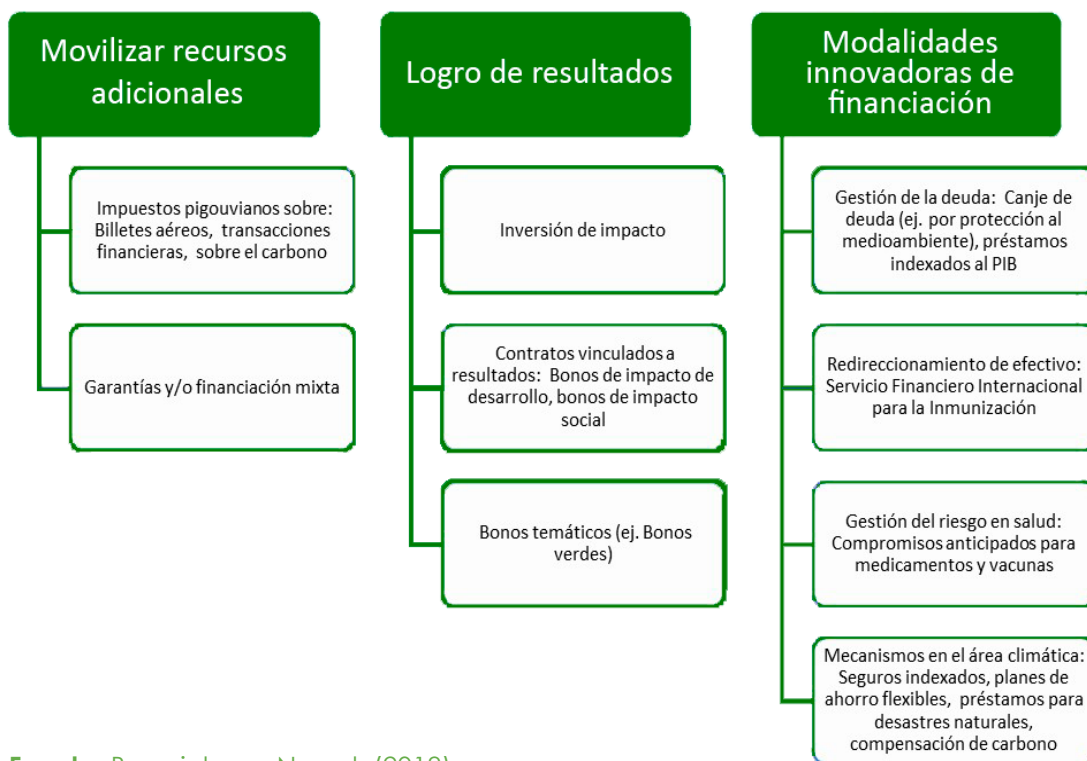 Movilizar recursos
adicionales
Impuestos pigouvianos sobre:
Billetes aéreos, transacciones
financieras, sobre el carbono
Garantías y/o financiación mixta
Logro de resultados
Inversión de impacto
Contratos vinculados a
resultados: Bonos de impacto de
desarrollo, bonos de impacto
social
Bonos temáticos (ej. Bonos
verdes)
Modalidades
innovadoras de
financiación
Gestión de la deuda: Canje de
deuda (ej. por protección al
medioambiente), préstamos
indexados al PIB
Redireccionamiento de efectivo:
Servicio Financiero Internacional
para la Inmunización
Gestión del riesgo en salud:
Compromisos anticipados para
medicamentos y vacunas
Mecanismos en el área climática:
Seguros indexados, planes de
ahorro flexibles, préstamos para
desastres naturales,
compensación de carbono